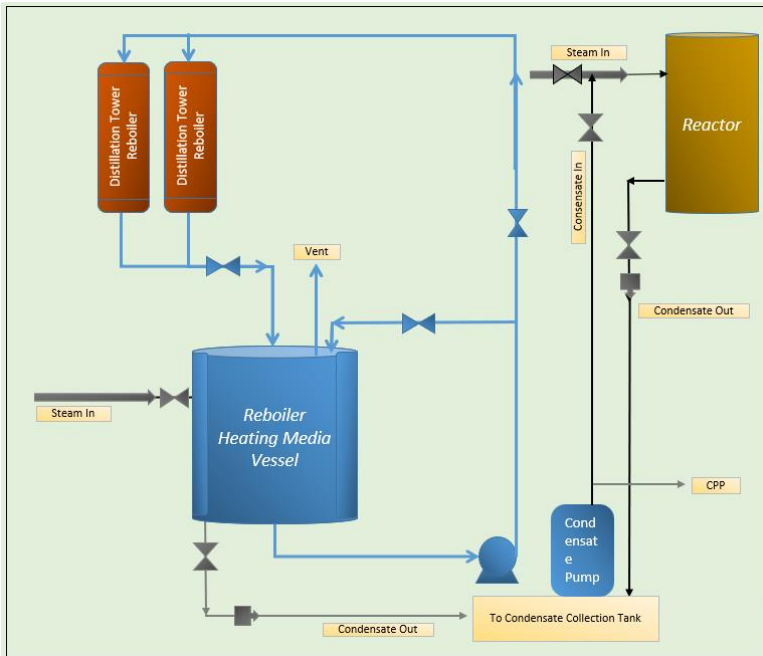 Steam In
Distillation Tower
Reboiler
Distillation Tower
Reboiler
Reactor
Consensate In
Vent
Condensate Out
Steam In
Reboiler
Heating Media
Vessel
CPP
Cond
ensat
e
Pump
To Condensate Collection Tank
Condensate Out